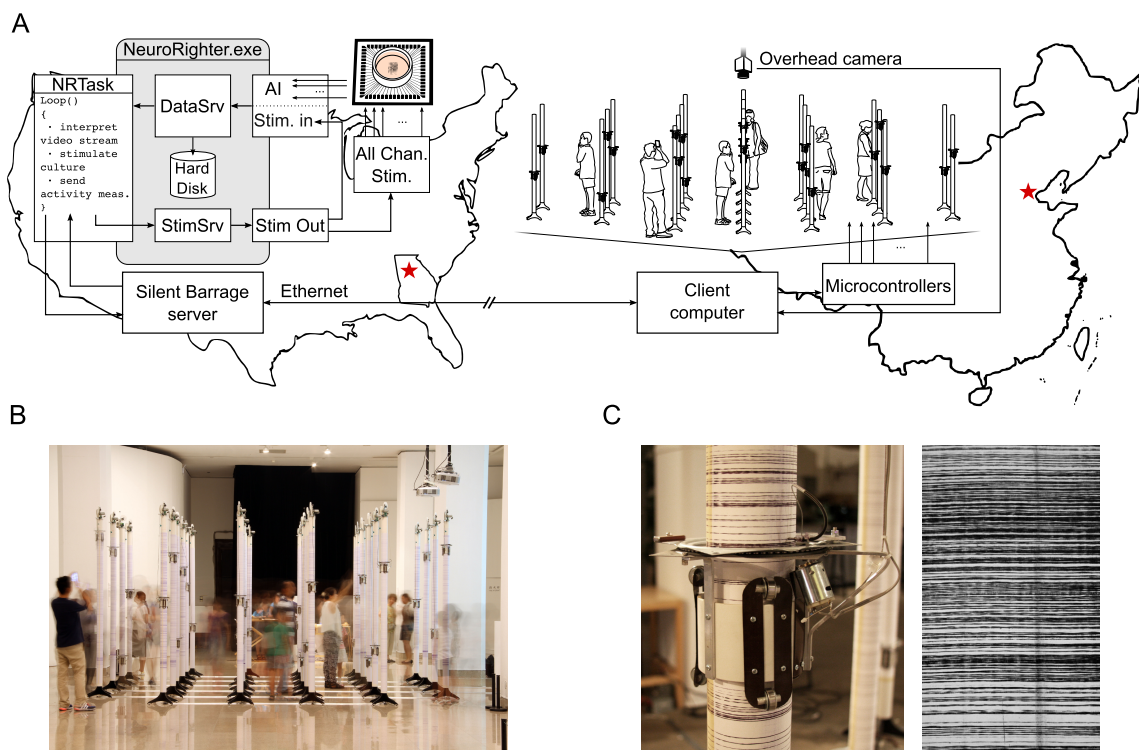 A
NeuroRighter.exe
Overhead camera
NRTask
AI
Loop()
{
DataSrv
...
· interpret
Stim. in
video stream
· stimulate
culture
· send
activity meas.
}
Hard
Disk
All Chan.
Stim.
...
StimSrv
Stim Out
...
Silent Barrage
server
Ethernet
//
Client
computer
Microcontrollers
B
C